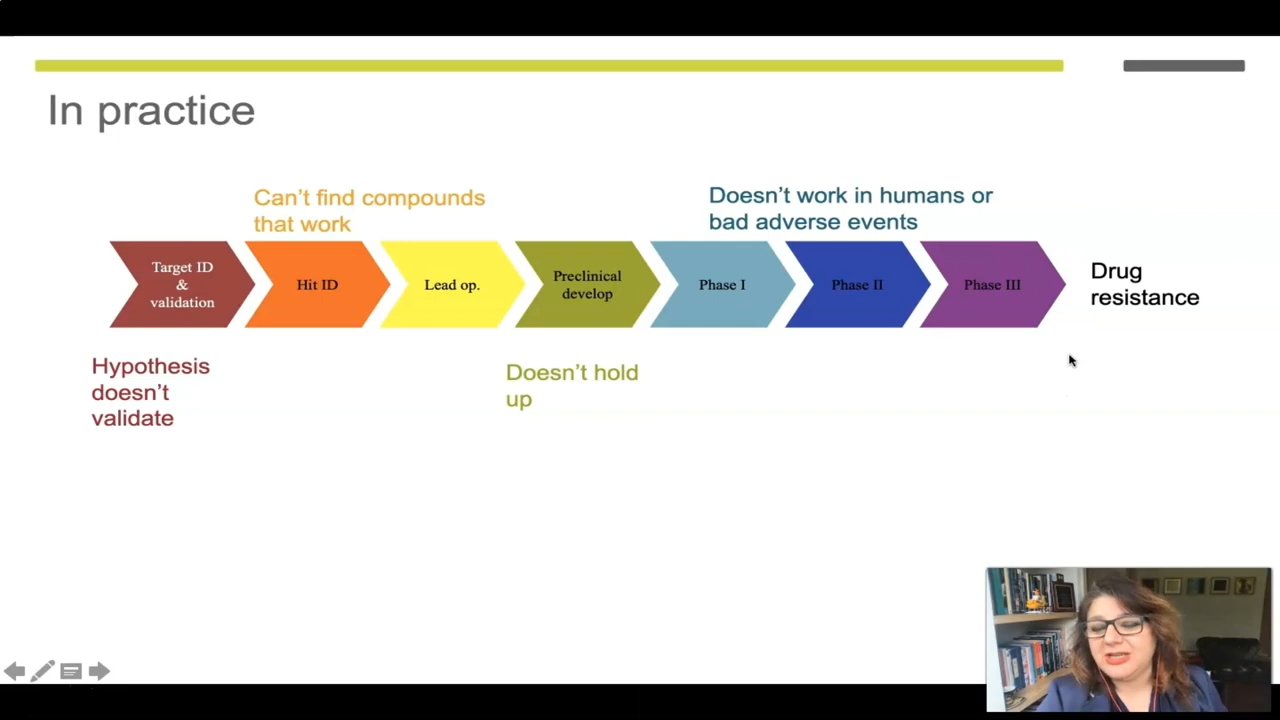 In practice
Can’t find compounds
that work
Doesn’t work in humans or
bad adverse events
Target ID
&
validation
Hit ID
Lead op.
Preclinical
develop
Phase I
Phase II
Phase III
Drug
resistance
Hypothesis
doesn’t
validate
Doesn’t hold
up